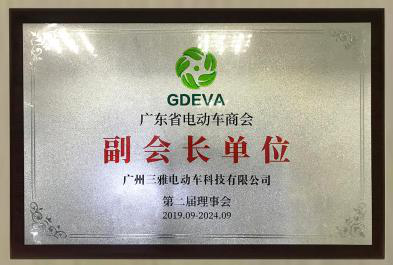 GDEVA
广东省电动车商会
副会长单位
广州三雅电动车科技有限公司
第二届理事会
2019.09-2024.09